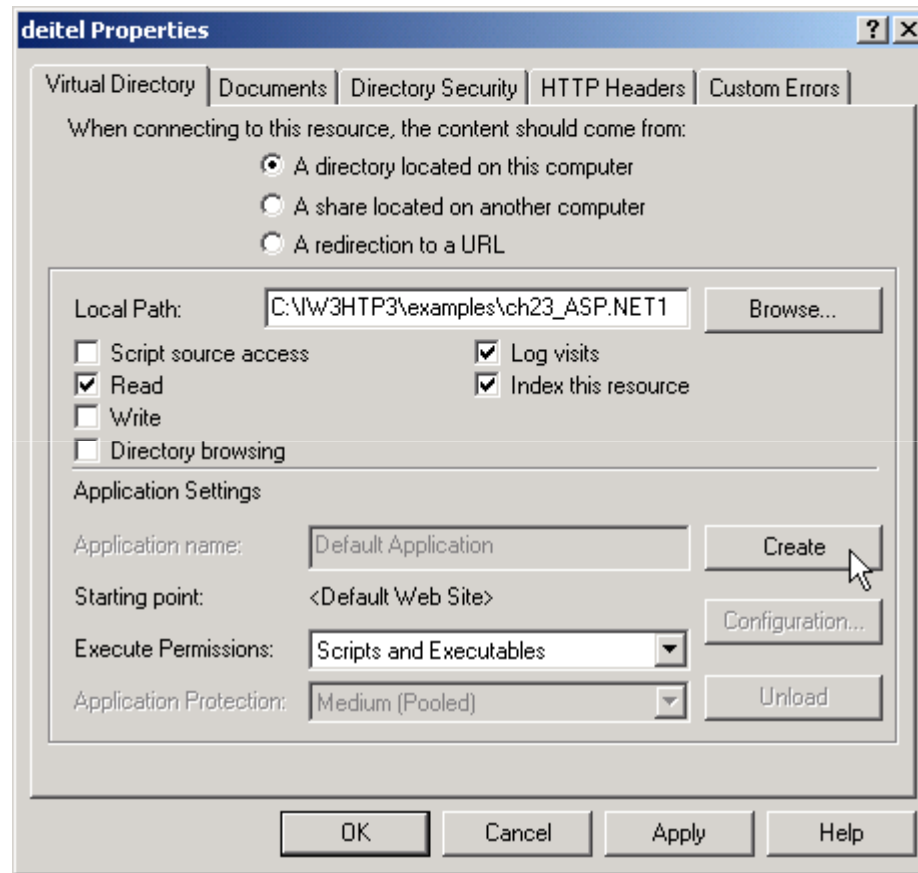 deitel Properties
Virtual Directory Documents Directory Security HTTP Headers Custom Errors
When connecting to this resource, the content should come from:
A directory located on this computer
A share located on another computer
A redirection to a URL
Local Path: C:\IW3HTP3\examples\ch23_ASP.NET1 Browse...
Script source access Log visits
Read Index this resource
Write
Directory browsing
Application Settings
Application name: Default Application Create
Starting point: <Default Web Site>
Configuration...
Execute Permissions: Scripts and Executables
Application Protection: Medium (Pooled) Unload
OK Cancel Apply Help